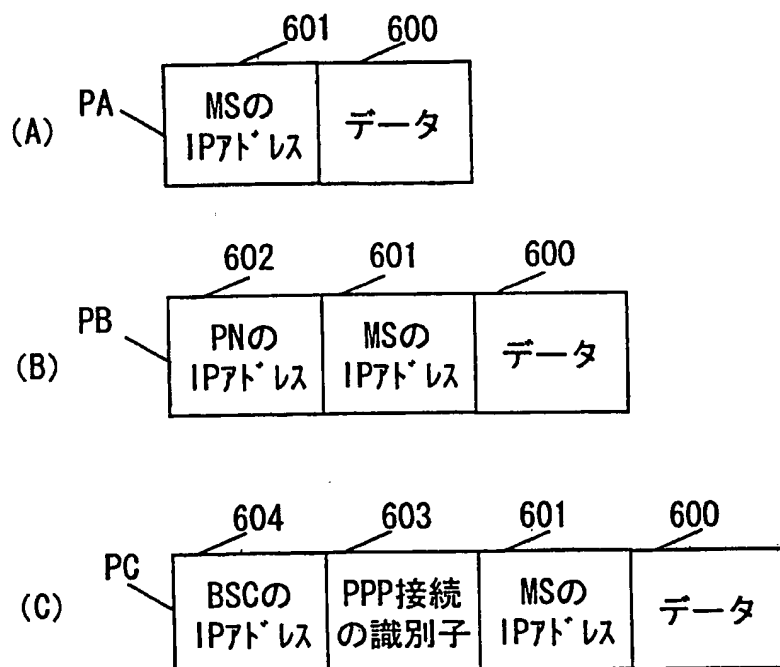 601 600
(A) PA MSの データ
IPアドレス
602 601 600
(B) PB PNの MSの データ
IPアドレス IPアドレス
604 603 601 600
(C) PC BSCの PPP接続 MSの データ
IPアドレス の識別子 IPアドレス